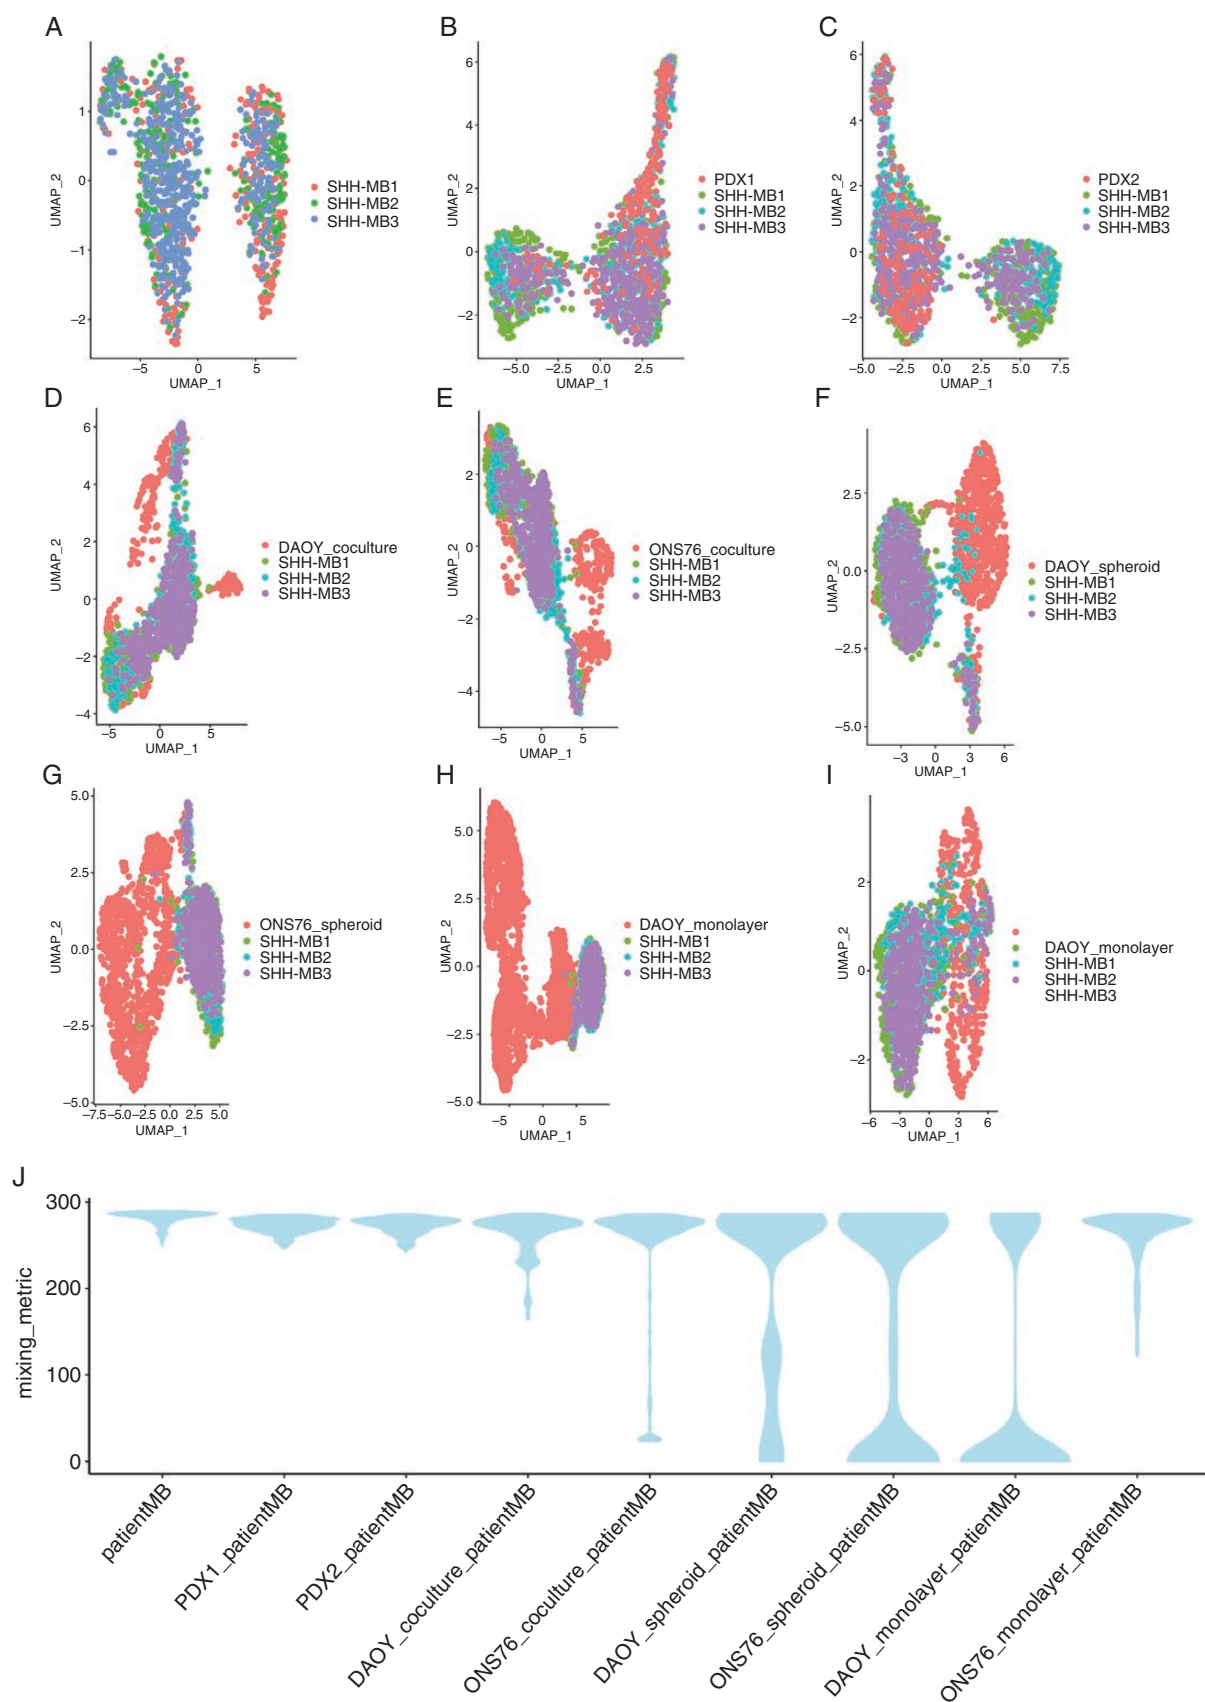 A
UMAP_2
1
0
−1
−2
−5
0
5
UMAP_1
SHH-MB1
SHH-MB2
SHH-MB3
B
UMAP_2
6
4
2
0
−2
−5.0
−2.5
0.0
2.5
UMAP_1
PDX1
SHH-MB1
SHH-MB2
SHH-MB3
C
UMAP_2
6
4
2
0
−2
−5.0
−2.5
0.0
2.5
5.0
7.5
UMAP_1
PDX2
SHH-MB1
SHH-MB2
SHH-MB3
D
UMAP_2
6
4
2
0
−2
−4
−5
0
5
UMAP_1
DAOY_coculture
SHH-MB1
SHH-MB2
SHH-MB3
E
UMAP_2
2
0
−2
−4
−5
0
5
UMAP_1
ONS76_coculture
SHH-MB1
SHH-MB2
SHH-MB3
F
UMAP_2
2.5
0.0
−2.5
−5.0
−3
0
3
6
UMAP_1
DAOY_spheroid
SHH-MB1
SHH-MB2
SHH-MB3
G
UMAP_2
5.0
2.5
0.0
−2.5
−5.0
−7.5
−5.0
−2.5
0.0
2.5
5.0
UMAP_1
ONS76_spheroid
SHH-MB1
SHH-MB2
SHH-MB3
H
UMAP_2
5.0
2.5
0.0
−2.5
−5.0
−5
0
5
UMAP_1
DAOY_monolayer
SHH-MB1
SHH-MB2
SHH-MB3
I
UMAP_2
2
0
−2
−6
−3
0
3
6
UMAP_1
DAOY_monolayer
SHH-MB1
SHH-MB2
SHH-MB3
J
mixing_metric
300
200
100
0
patientMB
PDX1_patientMB
PDX2_patientMB
DAOY_coculture_patientMB
ONS76_coculture_patientMB
DAOY_spheroid_patientMB
ONS76_spheroid_patientMB
DAOY_monolayer_patientMB
ONS76_monolayer_patientMB